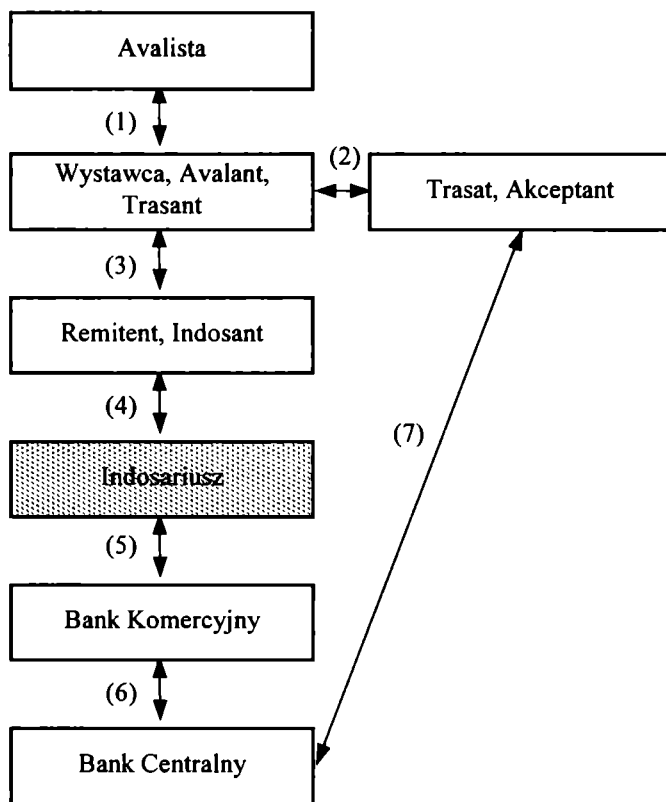 Avalista
(1)
(2)
Wystawca, Avalant,
Trasant
Trasat, Akceptant
(3)
Remitent, Indosant
(4)
(7)
Indosariusz
(5)
Bank Komercyjny
(6)
Bank Centralny